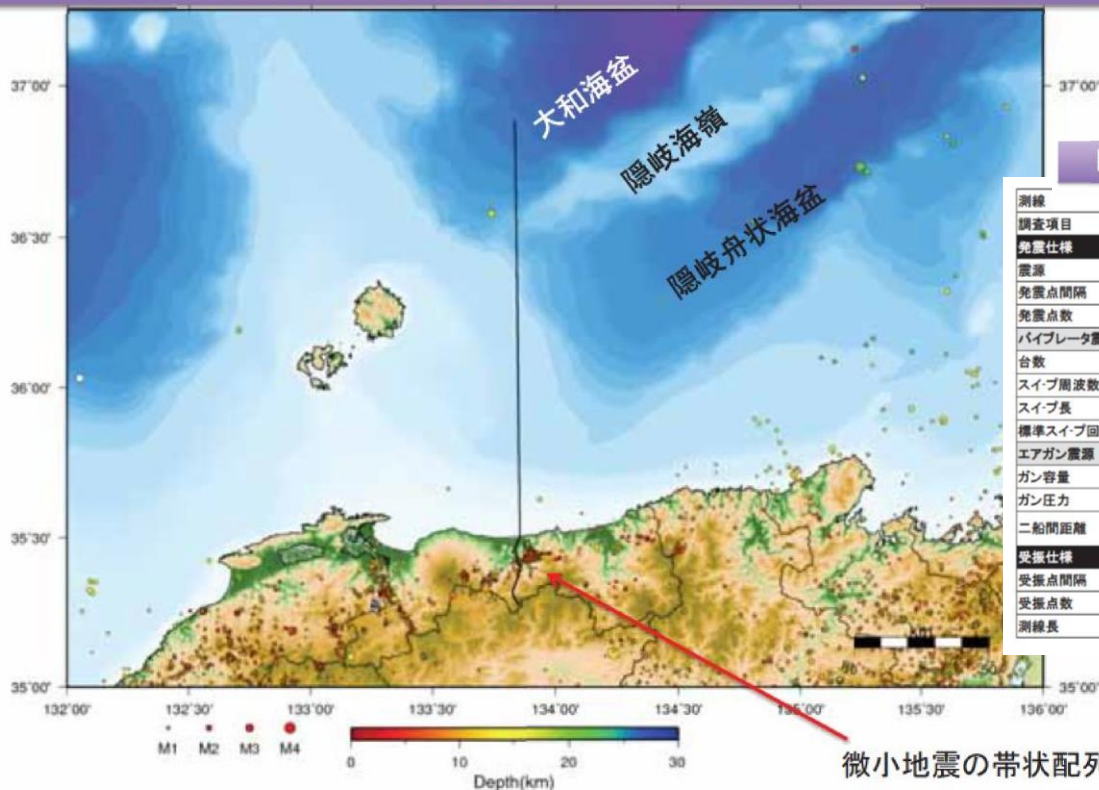 37°00'
36°30'
36°00'
35°30'
35°00'
132°00'
132°30'
133°00'
133°30'
134°00'
134°30'
135°00'
135°30'
136°00'
37°00'
35°00'
大和海盆
隠岐海嶺
隠岐舟状海盆
測線
調査項目
発震仕様
震源
発震点間隔
発震点数
バイブレータ震
台数
スイープ周波数
スイープ長
標準スイープ回
エアガン震源
ガン容量
ガン圧力
二船間距離
受振仕様
受振点間隔
受振点数
測線長
M1 M2 M3 M4
0 10 20 30
Depth(km)
微小地震の帯状配列